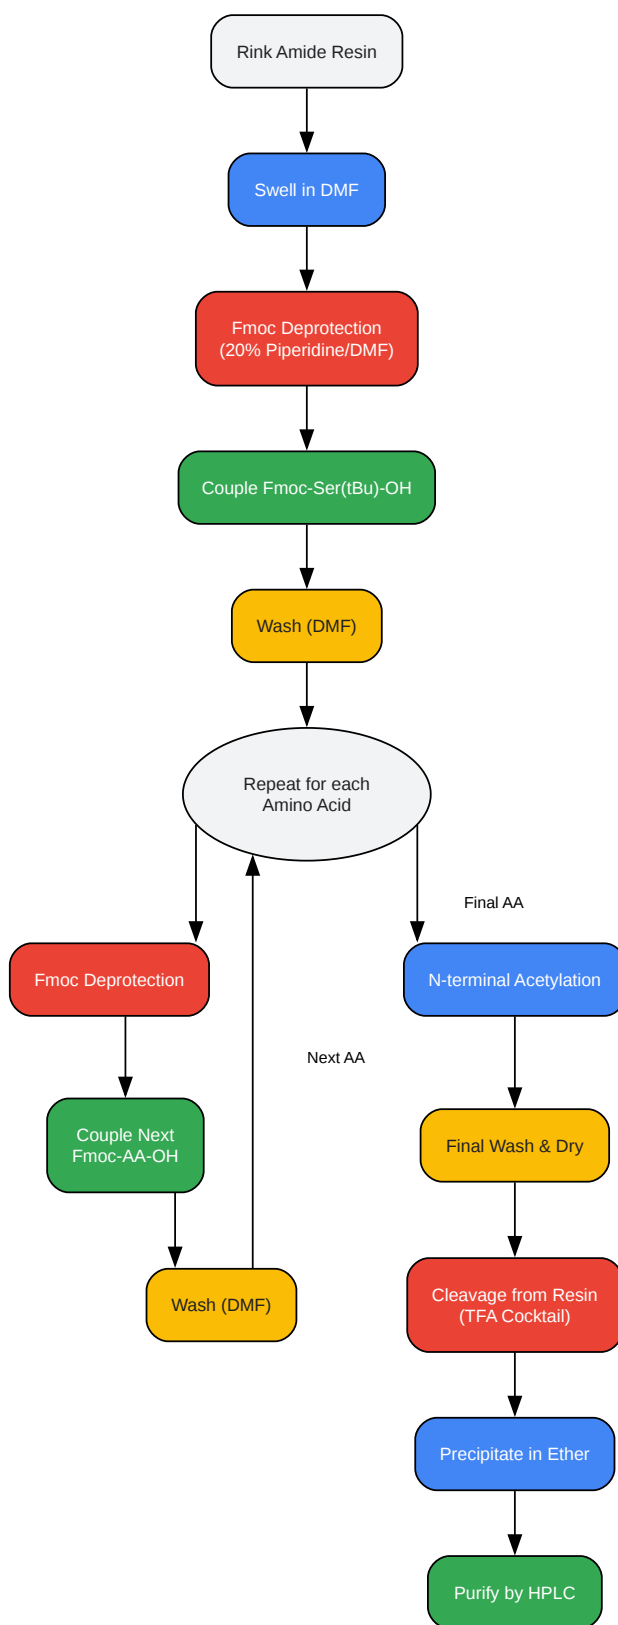 Rink Amide Resin
Swell in DMF
Fmoc Deprotection
(20% Piperidine/DMF)
Couple Fmoc-Ser(tBu)-OH
Wash (DMF)
Repeat for each
Amino Acid
Final AA
Fmoc Deprotection
N-terminal Acetylation
Next AA
Couple Next
Fmoc-AA-OH
Final Wash & Dry
Wash (DMF)
Cleavage from Resin
(TFA Cocktail)
Precipitate in Ether
Purify by HPLC